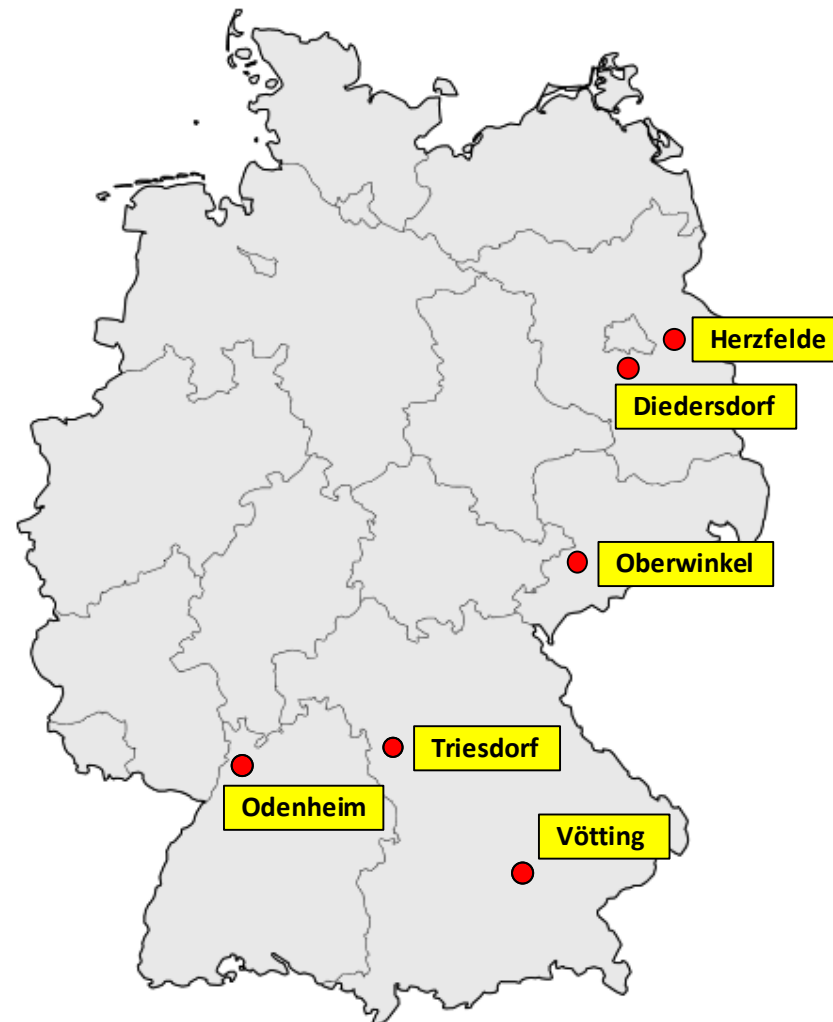 Herzfelde
Diedersdorf
Oberwinkel
Triesdorf
Odenheim
Vötting